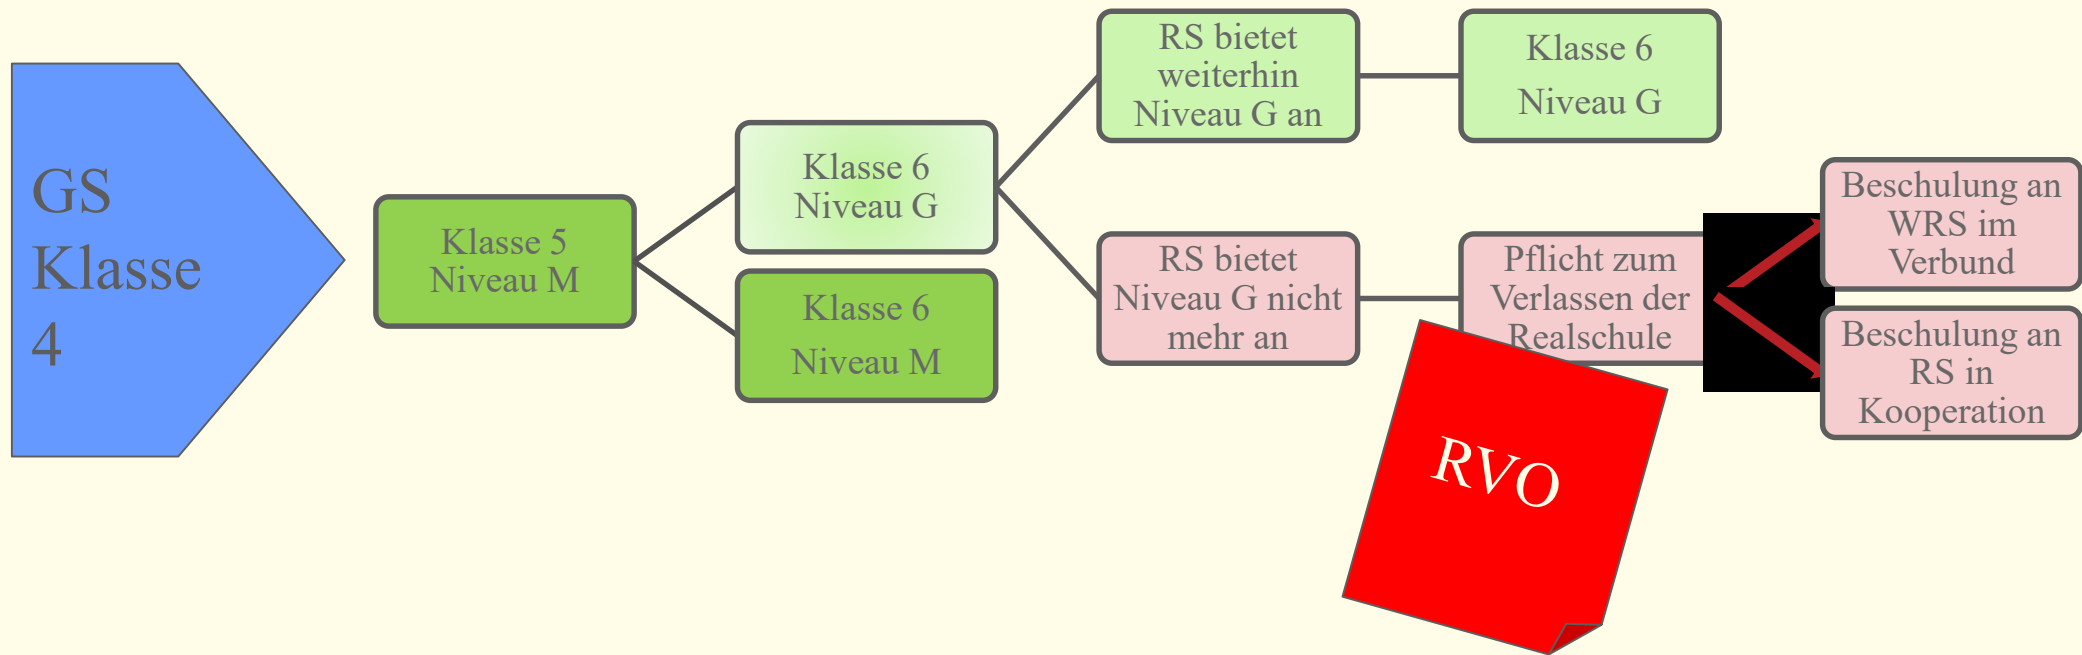 GS
Klasse
4
Klasse 5
Niveau M
Klasse 6
Niveau G
Klasse 6
Niveau M
RS bietet
weiterhin
Niveau G an
Klasse 6
Niveau G
RS bietet
Niveau G nicht
mehr an
Pflicht zum
Verlassen der
Realschule
Beschulung an
WRS im
Verbund
Beschulung an
RS in
Kooperation
RVO